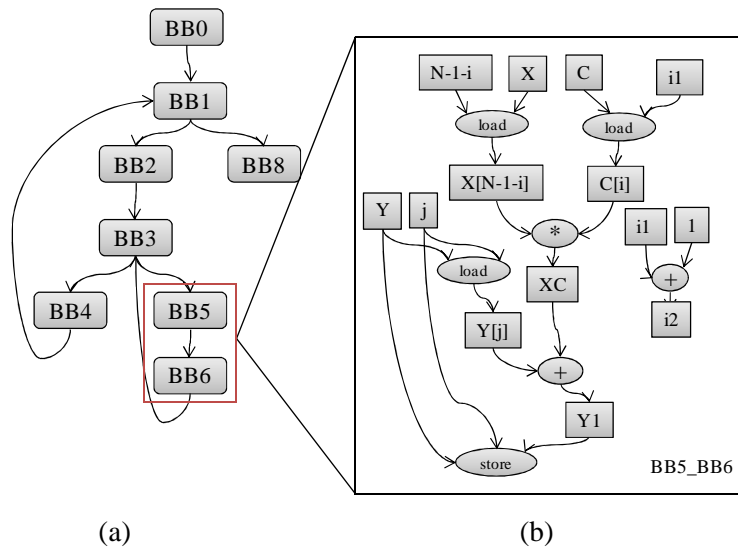 BB0
BB1
BB2
BB8
BB3
BB4
BB5
BB6
(a)
N-1-i
X
C
i1
load
load
X[N-1-i]
C[i]
Y
j
*
i1
1
load
XC
+
i2
Y[j]
+
Y1
store
BB5_BB6
(b)